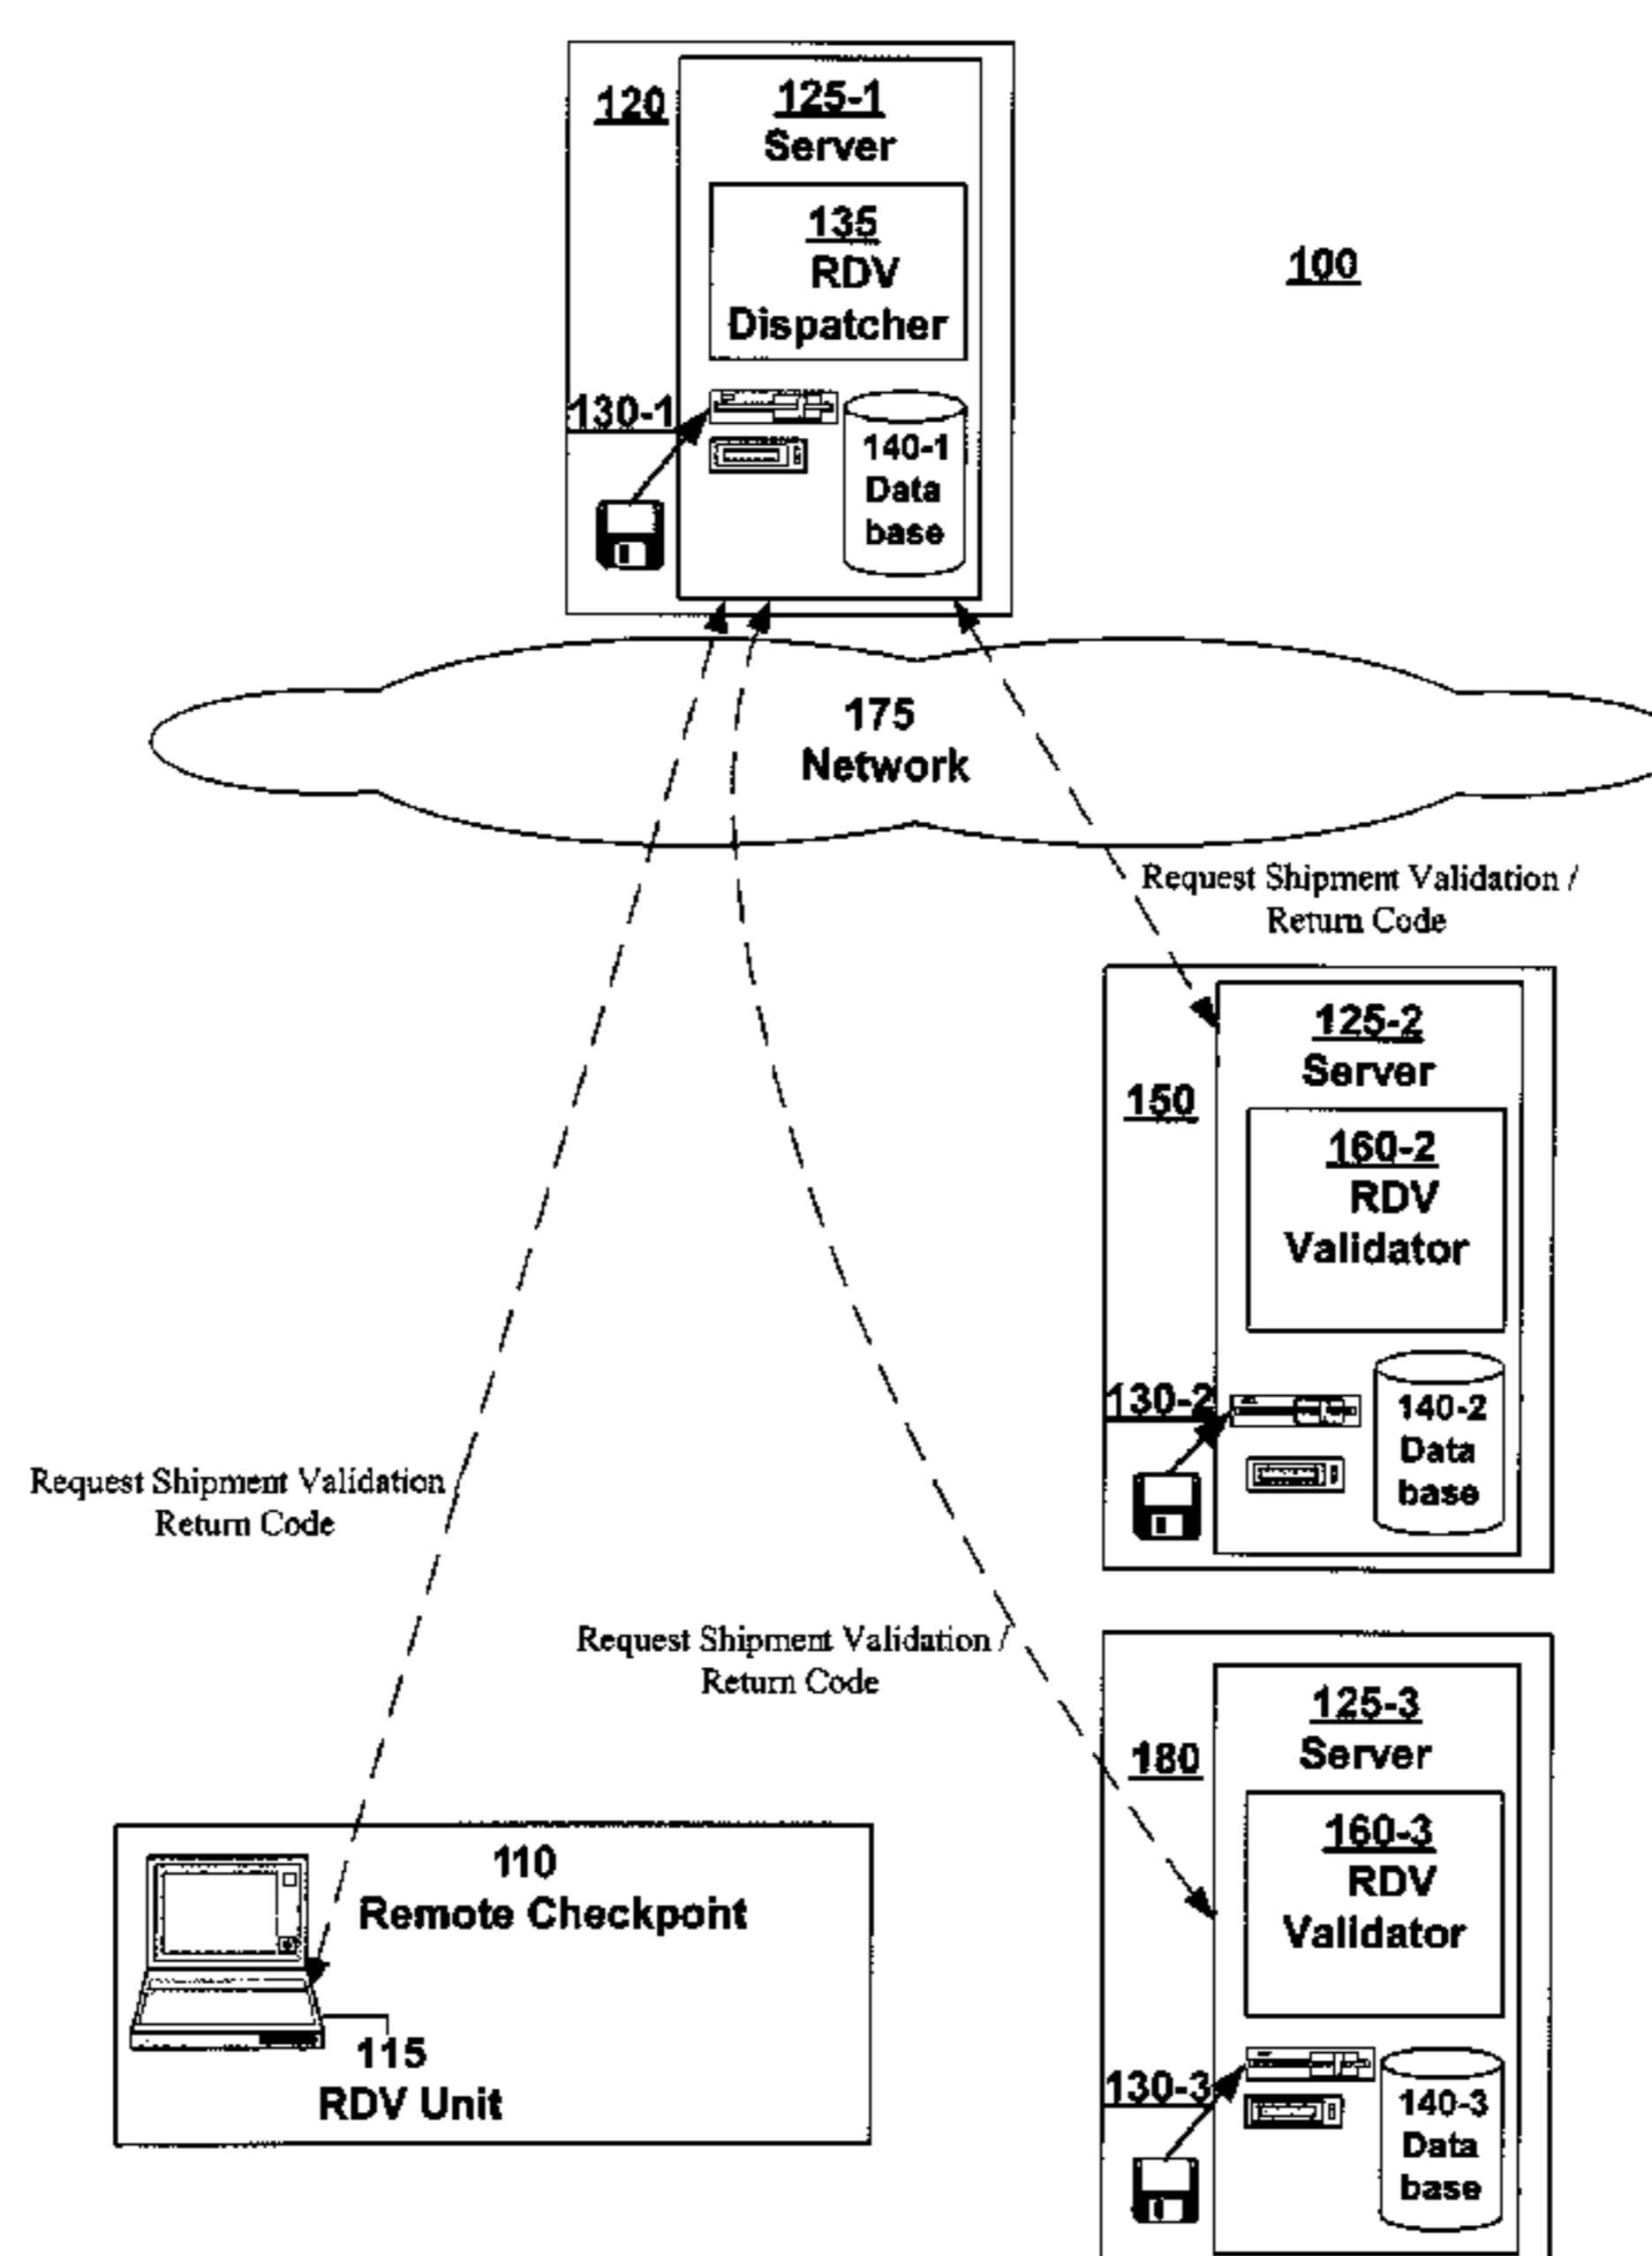 120
125-1
Server
135
RDV
Dispatcher
100
130-1
140-1
Data
base
175
Network
Request Shipment Validation /
Return Code
125-2
Server
150
160-2
RDV
Validator
130-2
140-2
Data
base
Request Shipment Validation
Return Code
Request Shipment Validation /
Return Code
125-3
Server
180
160-3
RDV
Validator
110
Remote Checkpoint
115
RDV Unit
130-3
140-3
Data
base